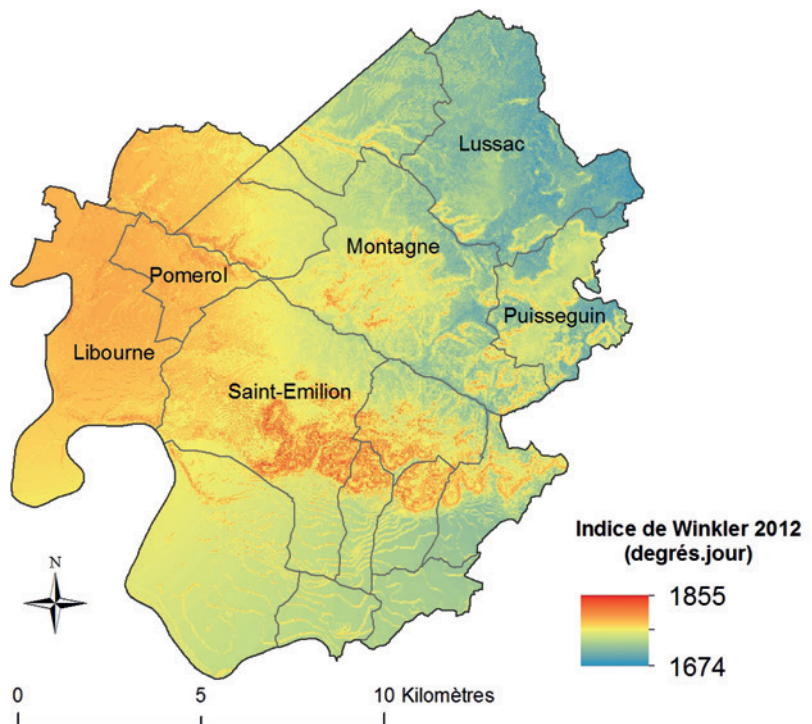 Lussac
Montagne
Pomerol
Puisseguin
Libourne
Saint-Emilion
Indice de Winkler 2012
(degrés.jour)
1855
1674
N
0 5 10 Kilomètres